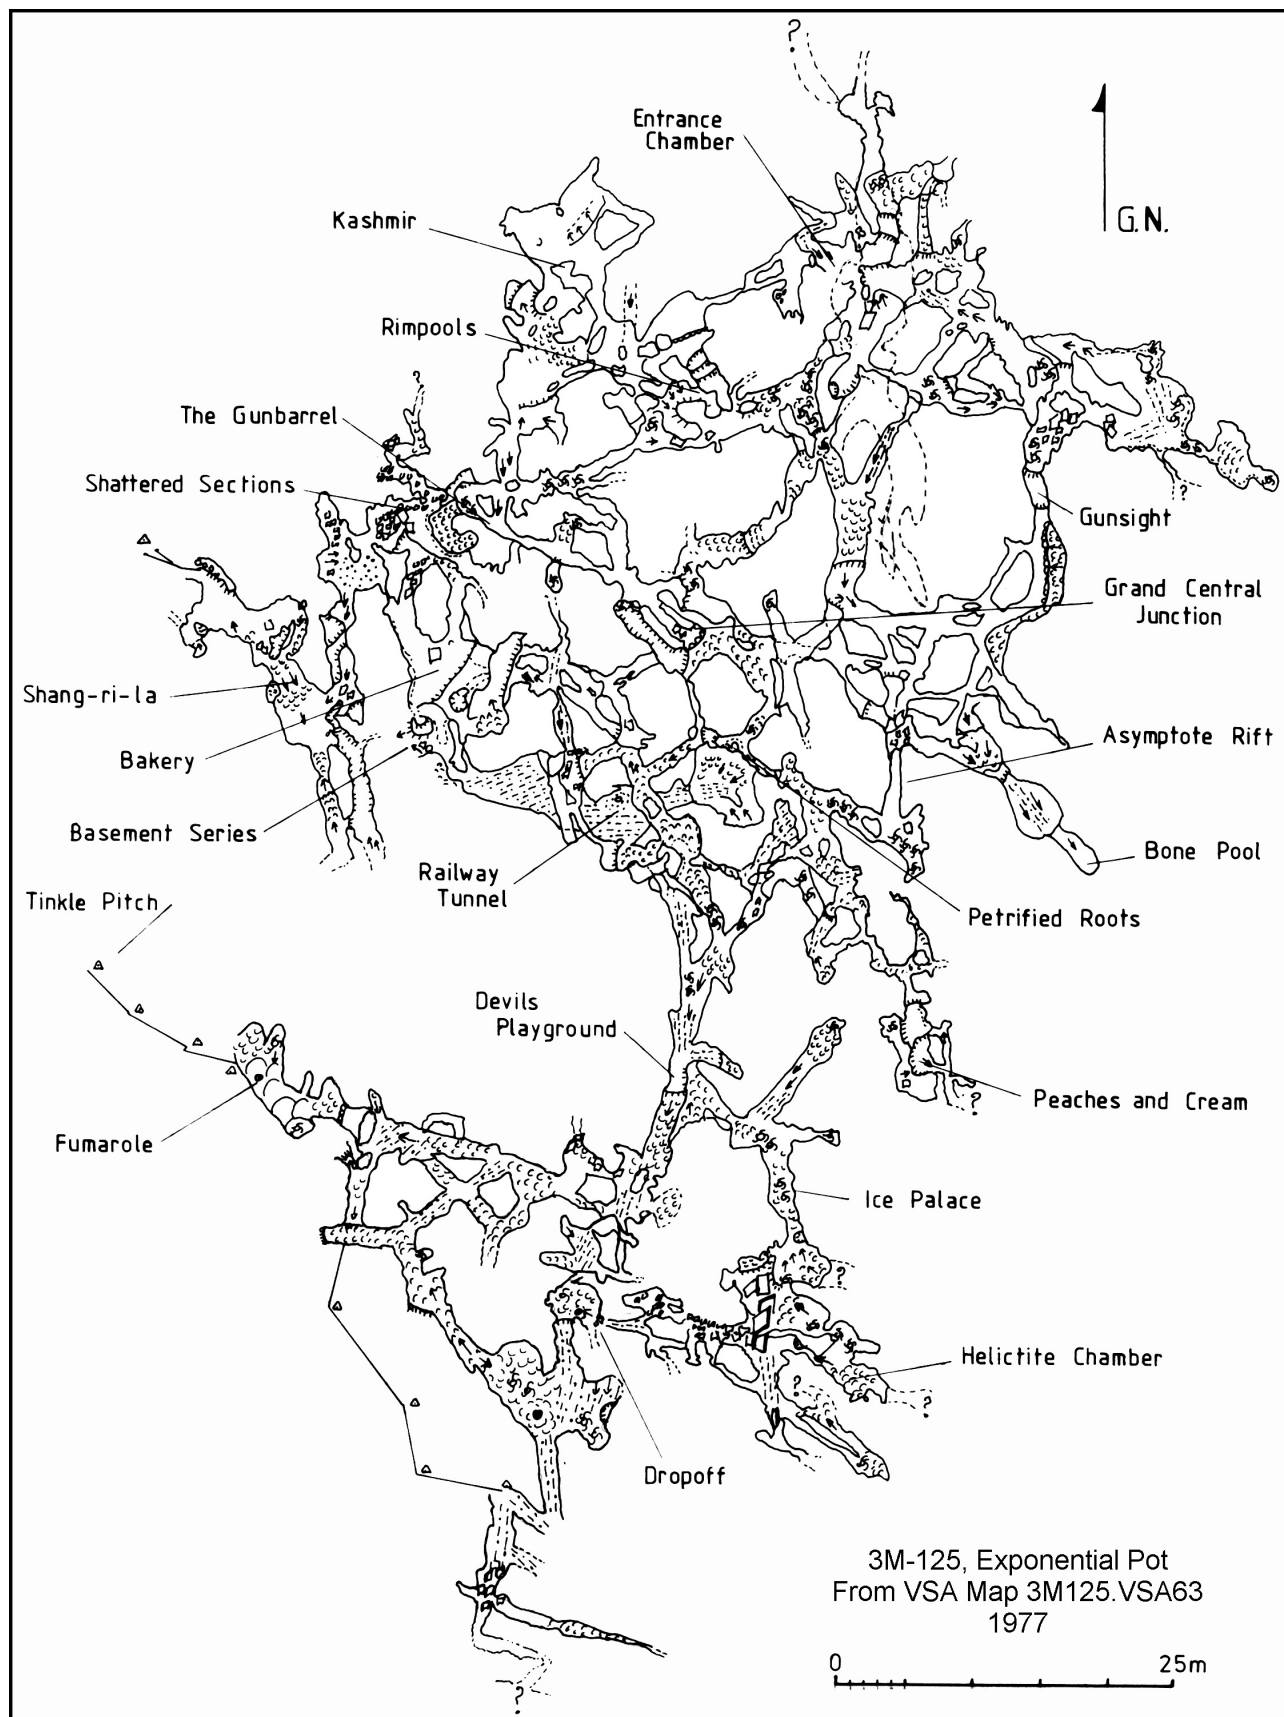 ?
Entrance
Chamber
G.N.
Kashmir
Rimpools
?
The Gunbarrel
Shattered Sections
?
Gunsight
Grand Central
Junction
Shang-ri-la
Asymptote Rift
Bakery
Basement Series
Bone Pool
Railway
Tunnel
Tinkle Pitch
Petrified Roots
Devils
Playground
?
Peaches and Cream
Fumarole
Ice Palace
?
Helictite Chamber
?
?
Dropoff
3M-125, Exponential Pot
From VSA Map 3M125.VSA63
1977
0 25m
?